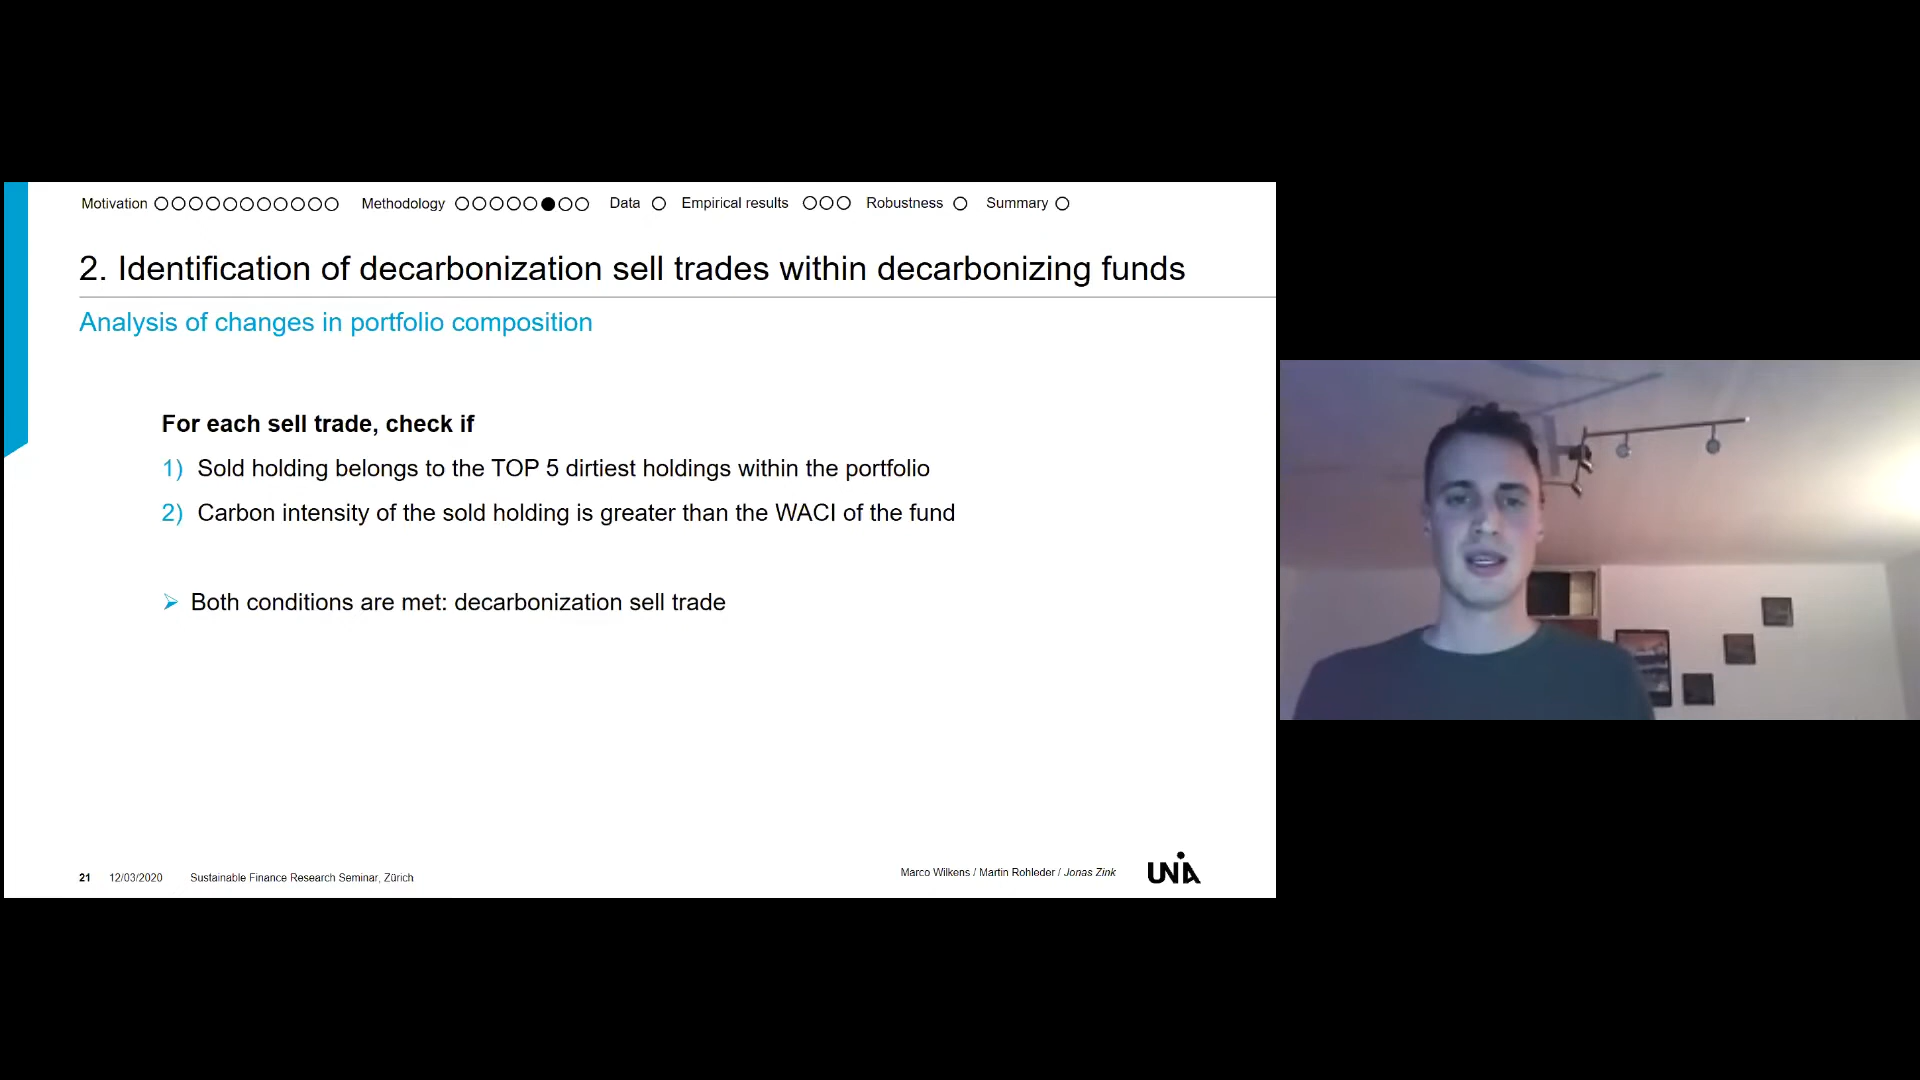 Motivation Methodology Data Empirical results Robustness Summary
2. Identification of decarbonization sell trades within decarbonizing funds
Analysis of changes in portfolio composition
For each sell trade, check if
1) Sold holding belongs to the TOP 5 dirtiest holdings within the portfolio
2) Carbon intensity of the sold holding is greater than the WACI of the fund
Both conditions are met: decarbonization sell trade
21 12/03/2020 Sustainable Finance Research Seminar, Zürich
Marco Wilkens / Martin Rohleder / Jonas Zink
UNIA